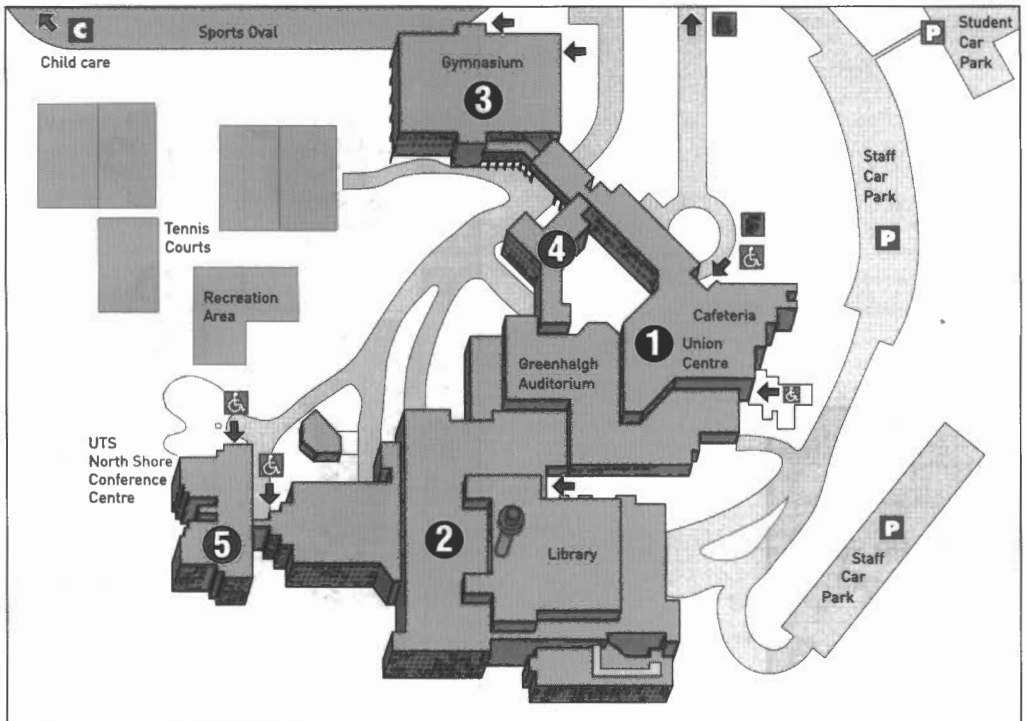 C
Child care
Sports Oval
Gymnasium
3
P
Student
Car
Park
Staff
Car
Park
P
Tennis
Courts
4
Recreation
Area
Cafeteria
1
Union
Centre
Greenhalgh
Auditorium
UTS
North Shore
Conference
Centre
5
2
Library
P
Staff
Car
Park